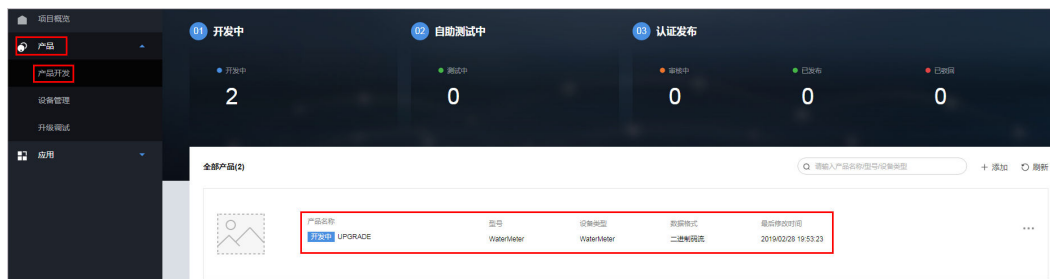 项目概览
产品
产品开发
设备管理
升级调试
应用
01 开发中
02 自助测试中
03 认证发布
开发中
2
测试中
0
审核中
0
已发布
0
已驳回
0
全部产品(2)
请输入产品名称/型号/设备类型
+ 添加
刷新
产品名称 型号 设备类型 数据格式 最后修改时间
开发中 UPGRADE WaterMeter WaterMeter 二进制码流 2019/02/28 19:53:23